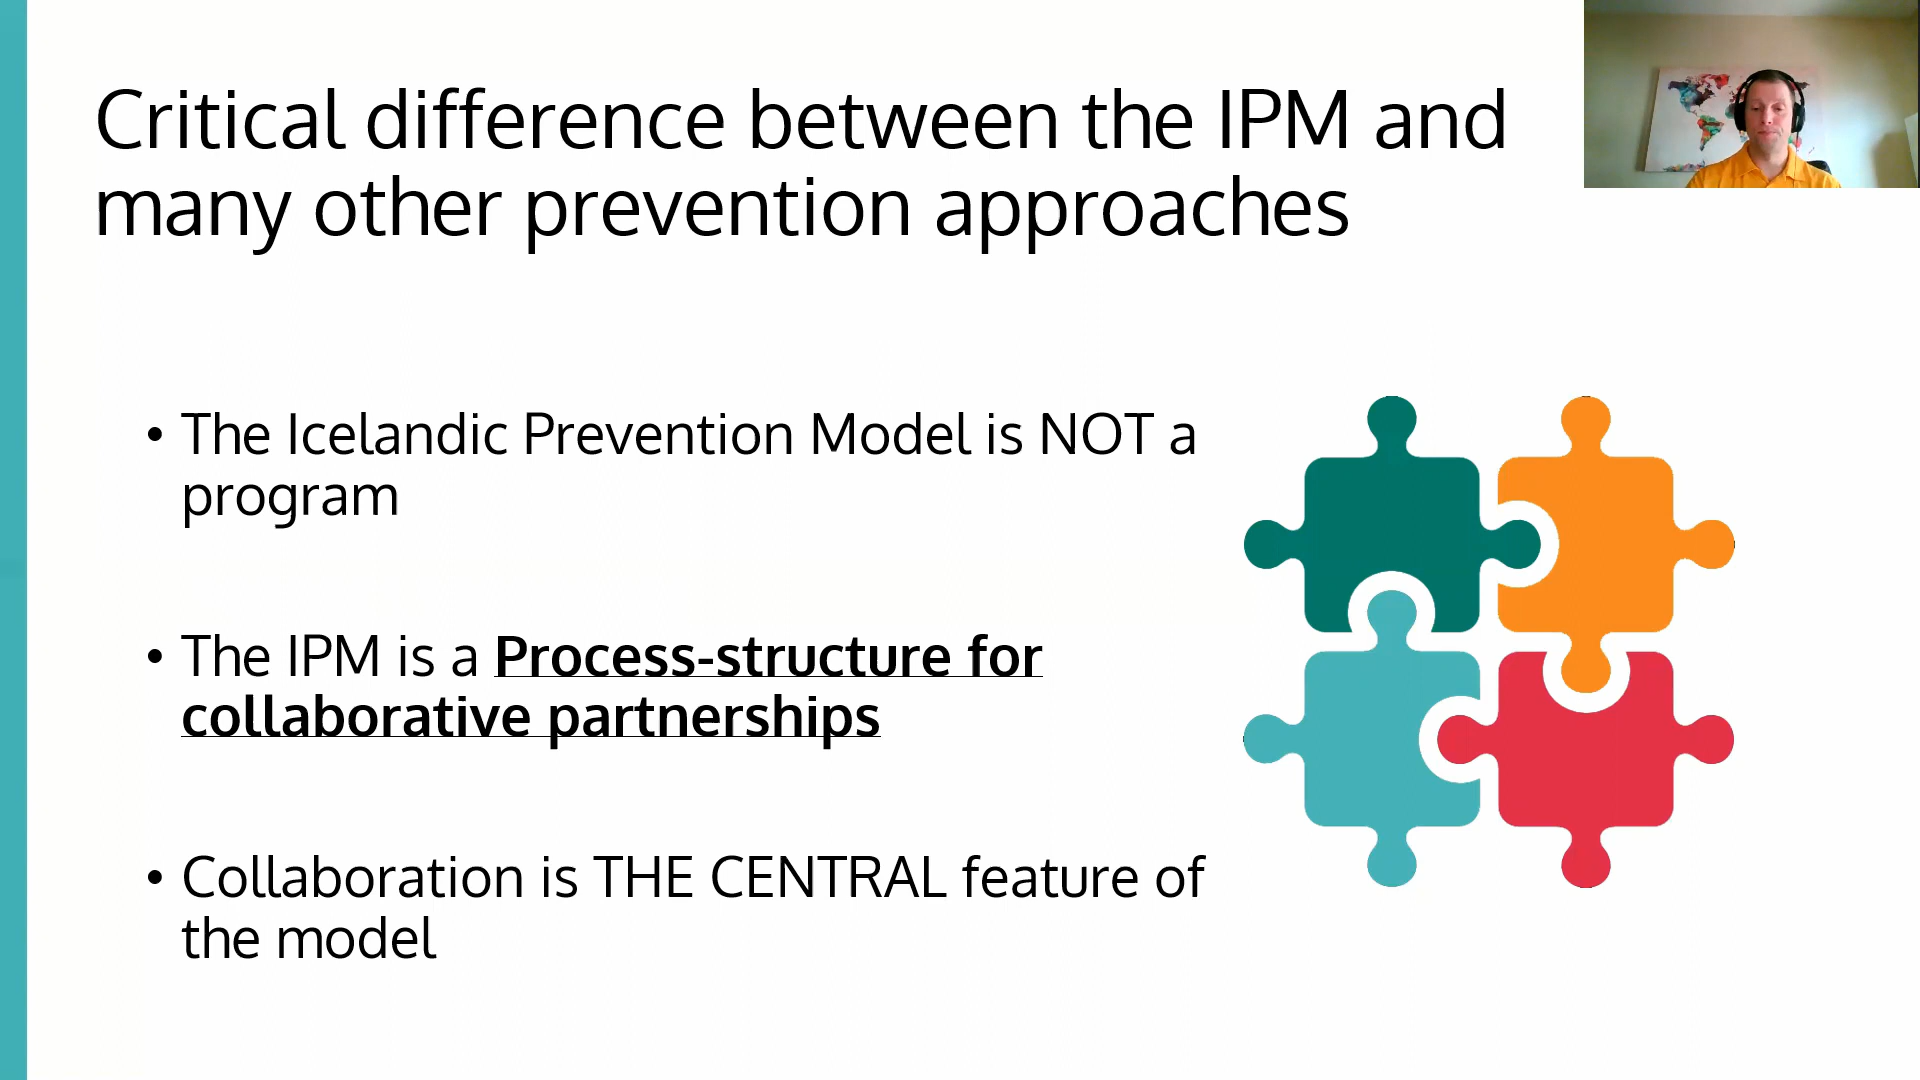 Critical difference between the IPM and
many other prevention approaches
• The Icelandic Prevention Model is NOT a
program
• The IPM is a Process-structure for
collaborative partnerships
• Collaboration is THE CENTRAL feature of
the model